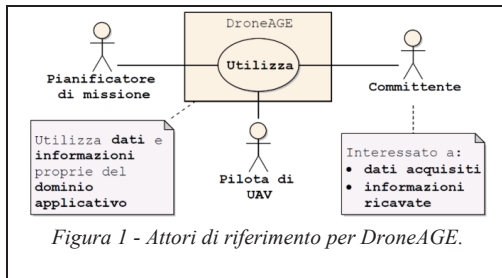 DroneAGE
Utilizza
Pianificatore
di missione
Committente
Utilizza dati e
informazioni
proprie del
dominio
applicativo
Pilota di
UAV
Interessato a:
• dati acquisiti
• informazioni
ricavate
Figura 1 - Attori di riferimento per DroneAGE.